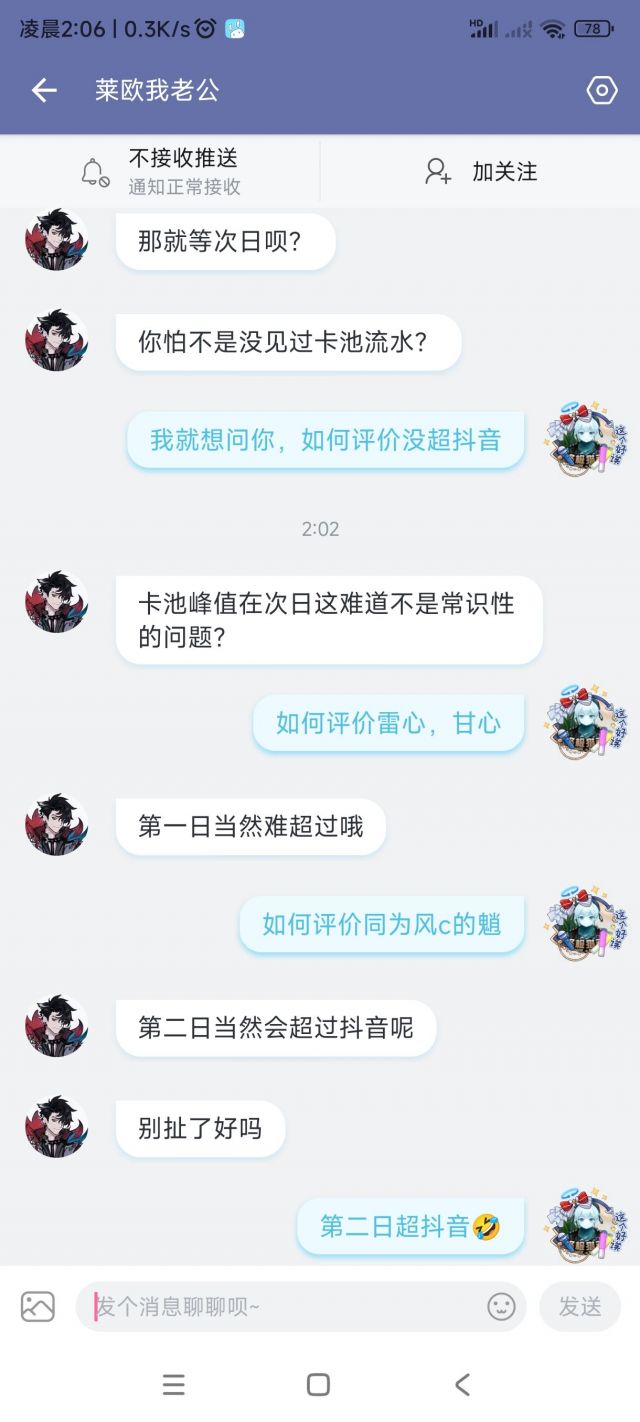 凌晨2:06 | 0.3K/s
HD
78
莱欧我老公
不接收推送
通知正常接收
加关注
那就等次日呗？
你怕不是没见过卡池流水？
我就想问你，如何评价没超抖音
2:02
卡池峰值在次日这难道不是常识性
的问题？
如何评价雷心，甘心
第一日当然难超过哦
如何评价同为风c的魈
第二日当然会超过抖音呢
别扯了好吗
第二日超抖音🤣
发个消息聊聊呗~
发送